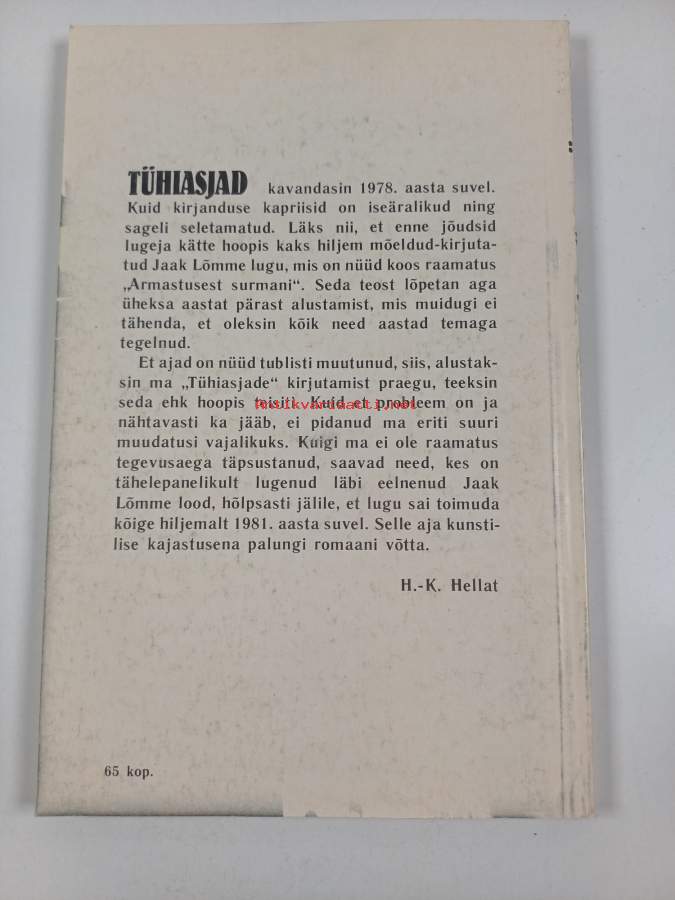 TÜHIASJAD kavandasin 1978. aasta suvel.
Kuid kirjanduse kapriisid on iseäralikud ning
sageli seletamatud. Läks nii, et enne jõudsid
lugeja kätte hoopis kaks hiljem mõeldud-kirjuta-
tud Jaak Lõmme lugu, mis on nüüd koos raamatus
„Armastusest surmani". Seda teost lõpetan aga
üheksa aastat pärast alustamist, mis muidugi ei
tähenda, et oleksin kõik need aastad temaga
tegelnud.
Et ajad on nüüd tublisti muutunud, siis, alustak-
sin ma „Tühiasjade" kirjutamist praegu, teeksin
seda ehk hoopis teisiti. Kuid et probleem on ja
Antikvariaatti.net
nähtavasti ka jääb, ei pidanud ma eriti suuri
muudatusi vajalikuks. Kuigi ma ei ole raamatus
tegevusaega täpsustanud, saavad need, kes on
tähelepanelikult lugenud läbi eelnenud Jaak
Lõmme lood, hõlpsasti jälile, et lugu sai toimuda
kõige hiljemalt 1981. aasta suvel. Selle aja kunsti-
lise kajastusena palungi romaani võtta.
H.-K. Hellat
65 kop.